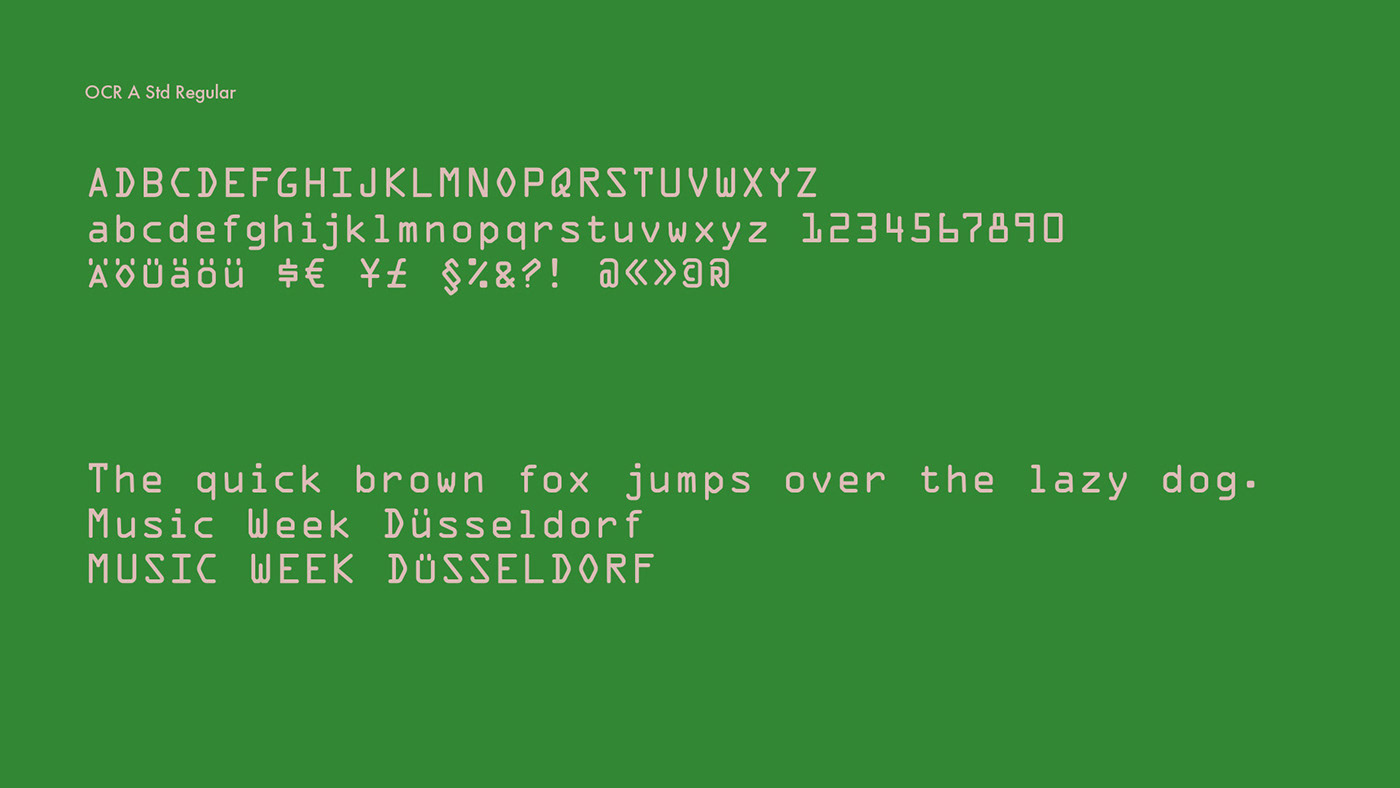 OCR A Std Regular
ADBCDEFGHIJKLMNOPQRSTUVWXYZ
abcdefghijklmnopqrstuvwxyz 1234567890
ÄÖÜäöü $€ ¥£ §%&?! @«»©®
The quick brown fox jumps over the lazy dog.
Music Week Düsseldorf
MUSIC WEEK DÜSSELDORF